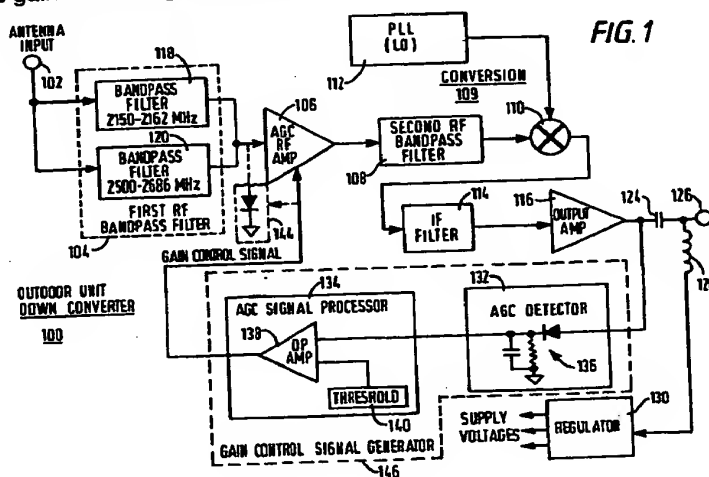 ANTENNA
INPUT
102
118
BANDPASS
FILTER
2150-2162 MHz
120
BANDPASS
FILTER
2500-2686 MHz
FIRST RF
BANDPASS FILTER
104
106
AGC
RF
AMP
144
GAIN CONTROL SIGNAL
PLL
(LO)
112
FIG. 1
CONVERSION
109
110
SECOND RF
BANDPASS
FILTER
108
114
IF
FILTER
116
OUTPUT
AMP
124
126
OUTDOOR UNIT
DOWN CONVERTER
100
134
AGC SIGNAL PROCESSOR
138
OP
AMP
THRESHOLD
140
132
AGC DETECTOR
136
GAIN CONTROL SIGNAL GENERATOR
146
SUPPLY
VOLTAGES
130
REGULATOR